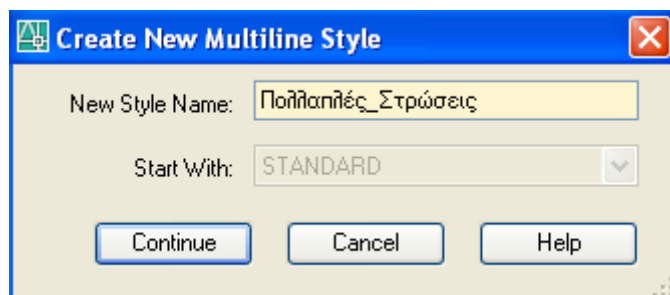 Create New Multiline Style
New Style Name: Πολλαπλές_Στρώσεις
Start With: STANDARD
Continue Cancel Help